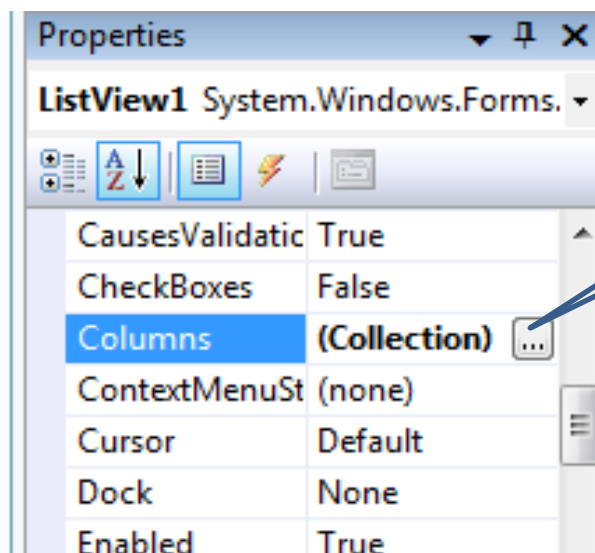 Properties
ListView1 System.Windows.Forms.
A
Z
CausesValidatic True
CheckBoxes False
Columns (Collection) ...
ContextMenuSt (none)
Cursor Default
Dock None
Enabled True